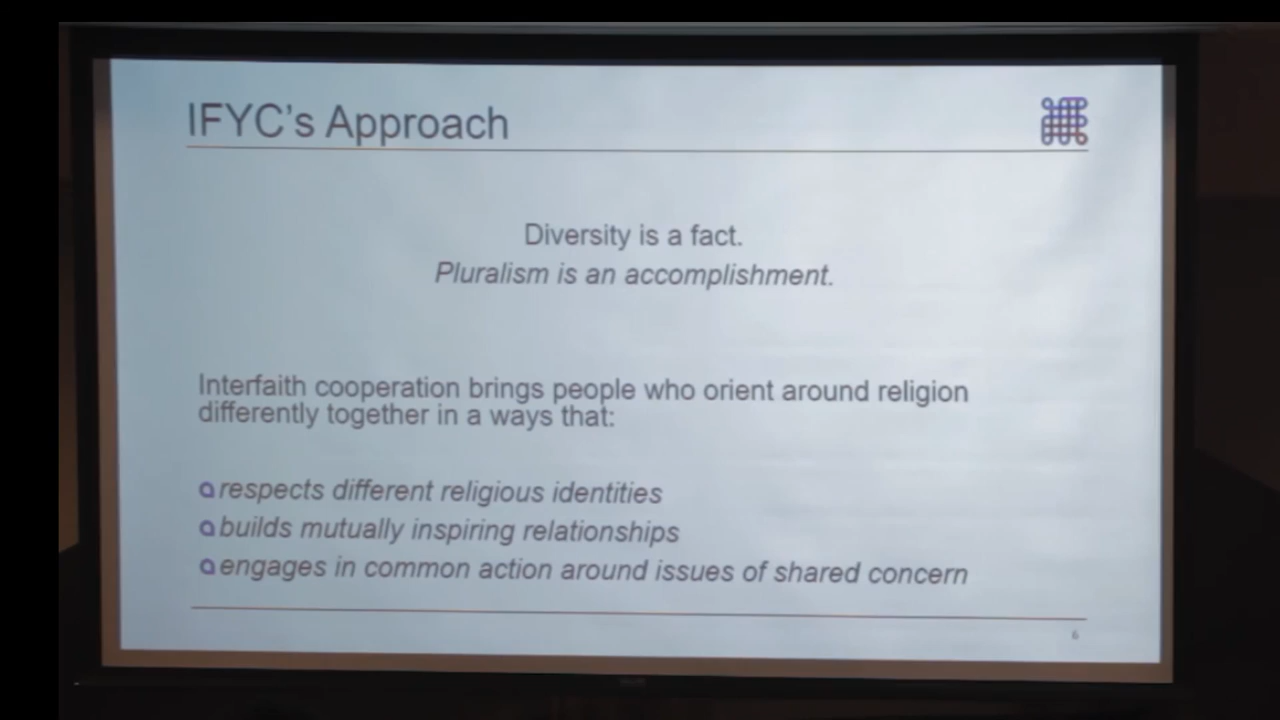 IFYC's Approach
Diversity is a fact.
Pluralism is an accomplishment.
Interfaith cooperation brings people who orient around religion
differently together in a ways that:
respects different religious identities
builds mutually inspiring relationships
engages in common action around issues of shared concern
6